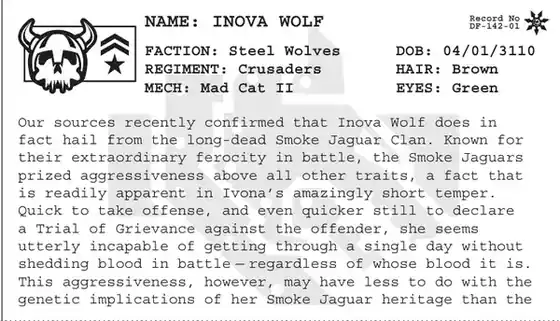 NAME: INOVA WOLF
Record No
DF-142-01
FACTION: Steel Wolves DOB: 04/01/3110
REGIMENT: Crusaders HAIR: Brown
MECH: Mad Cat II EYES: Green
Our sources recently confirmed that Inova Wolf does in
fact hail from the long-dead Smoke Jaguar Clan. Known for
their extraordinary ferocity in battle, the Smoke Jaguars
prized aggressiveness above all other traits, a fact that
is readily apparent in Ivona's amazingly short temper.
Quick to take offense, and even quicker still to declare
a Trial of Grievance against the offender, she seems
utterly incapable of getting through a single day without
shedding blood in battle — regardless of whose blood it is.
This aggressiveness, however, may have less to do with the
genetic implications of her Smoke Jaguar heritage than the